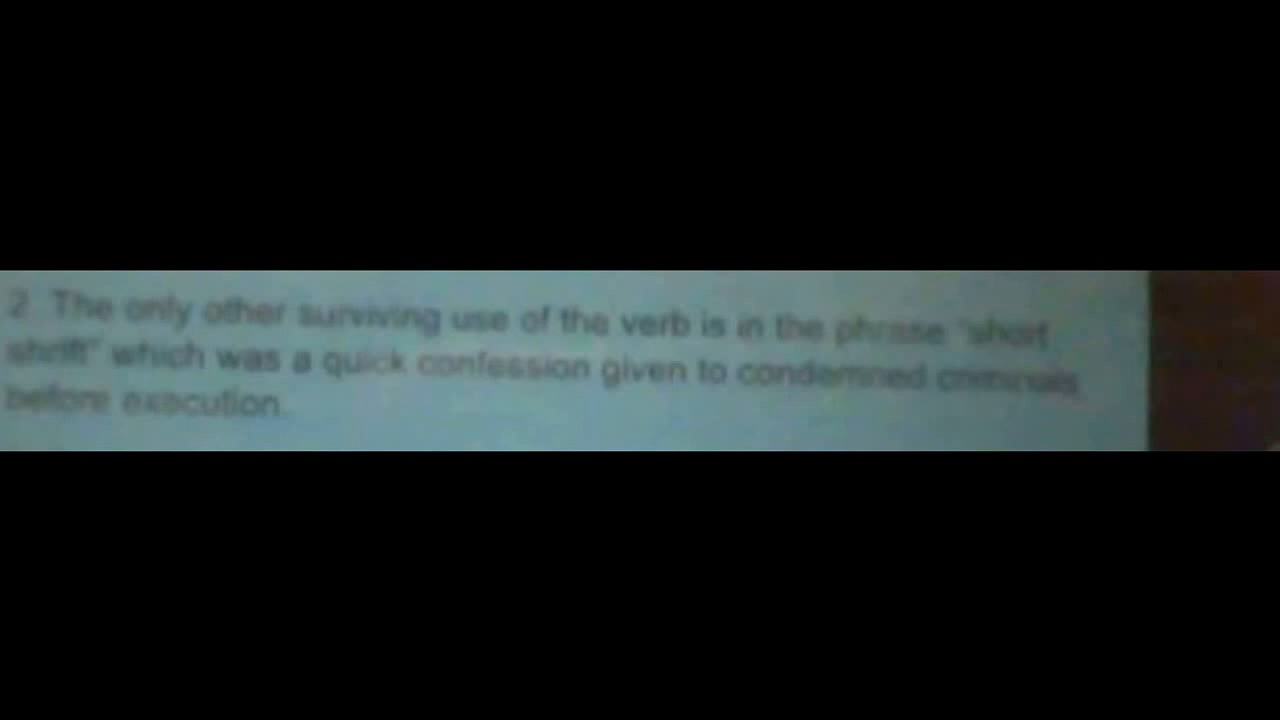 2 The only other surviving use of the verb is in the phrase "short
shrift" which was a quick confession given to condemned criminals
before execution.